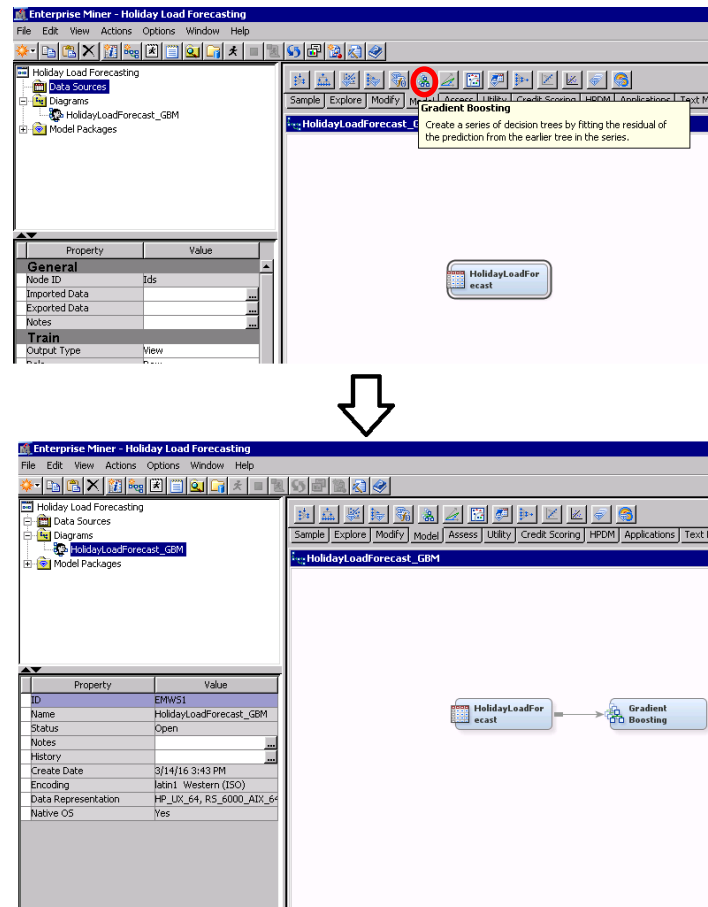 Enterprise Miner - Holiday Load Forecasting
File Edit View Actions Options Window Help
Holiday Load Forecasting
Data Sources
Diagrams
HolidayLoadForecast_GBM
Model Packages
Sample Explore Modify Model Assess Utility Credit Scoring HPDM Applications Text M
HolidayLoadForecast_G
Gradient Boosting
Create a series of decision trees by fitting the residual of
the prediction from the earlier tree in the series.
HolidayLoadFor
ecast
Property Value
General
Node ID Ids
Imported Data ...
Exported Data ...
Notes ...
Train
Output Type View
Enterprise Miner - Holiday Load Forecasting
File Edit View Actions Options Window Help
Holiday Load Forecasting
Data Sources
Diagrams
HolidayLoadForecast_GBM
Model Packages
Sample Explore Modify Model Assess Utility Credit Scoring HPDM Applications Text
HolidayLoadForecast_GBM
HolidayLoadFor
ecast
Gradient
Boosting
Property Value
ID EMWS1
Name HolidayLoadForecast_GBM
Status Open
Notes ...
History ...
Create Date 3/14/16 3:43 PM
Encoding latin1 Western (ISO)
Data Representation HP_UX_64, RS_6000_AIX_64
Native OS Yes